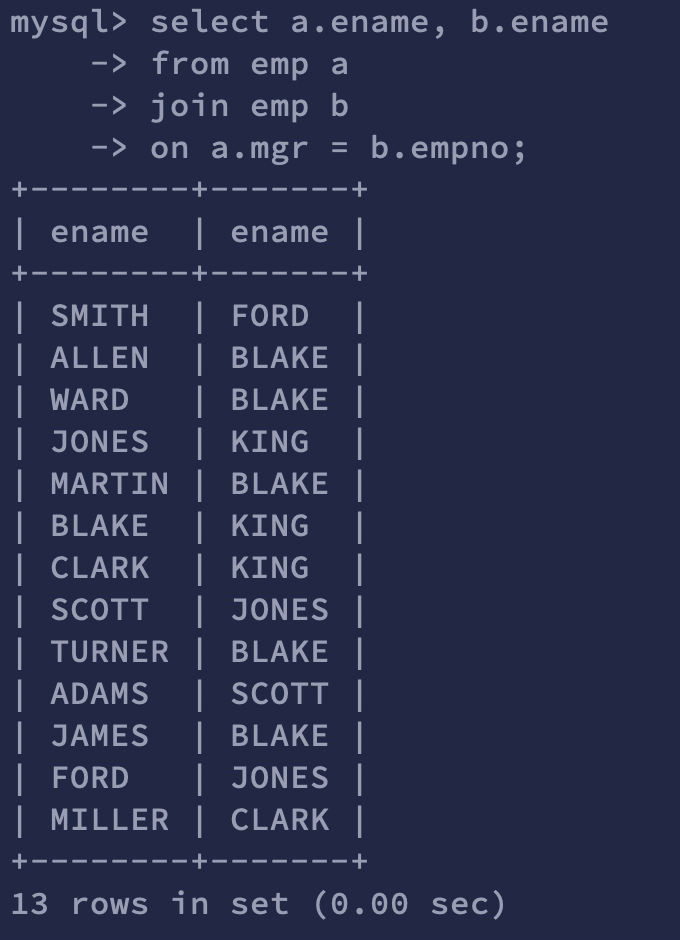 mysql> select a.ename, b.ename
    -> from emp a
    -> join emp b
    -> on a.mgr = b.empno;
+--------+-------+
| ename  | ename |
+--------+-------+
| SMITH  | FORD  |
| ALLEN  | BLAKE |
| WARD   | BLAKE |
| JONES  | KING  |
| MARTIN | BLAKE |
| BLAKE  | KING  |
| CLARK  | KING  |
| SCOTT  | JONES |
| TURNER | BLAKE |
| ADAMS  | SCOTT |
| JAMES  | BLAKE |
| FORD   | JONES |
| MILLER | CLARK |
+--------+-------+
13 rows in set (0.00 sec)